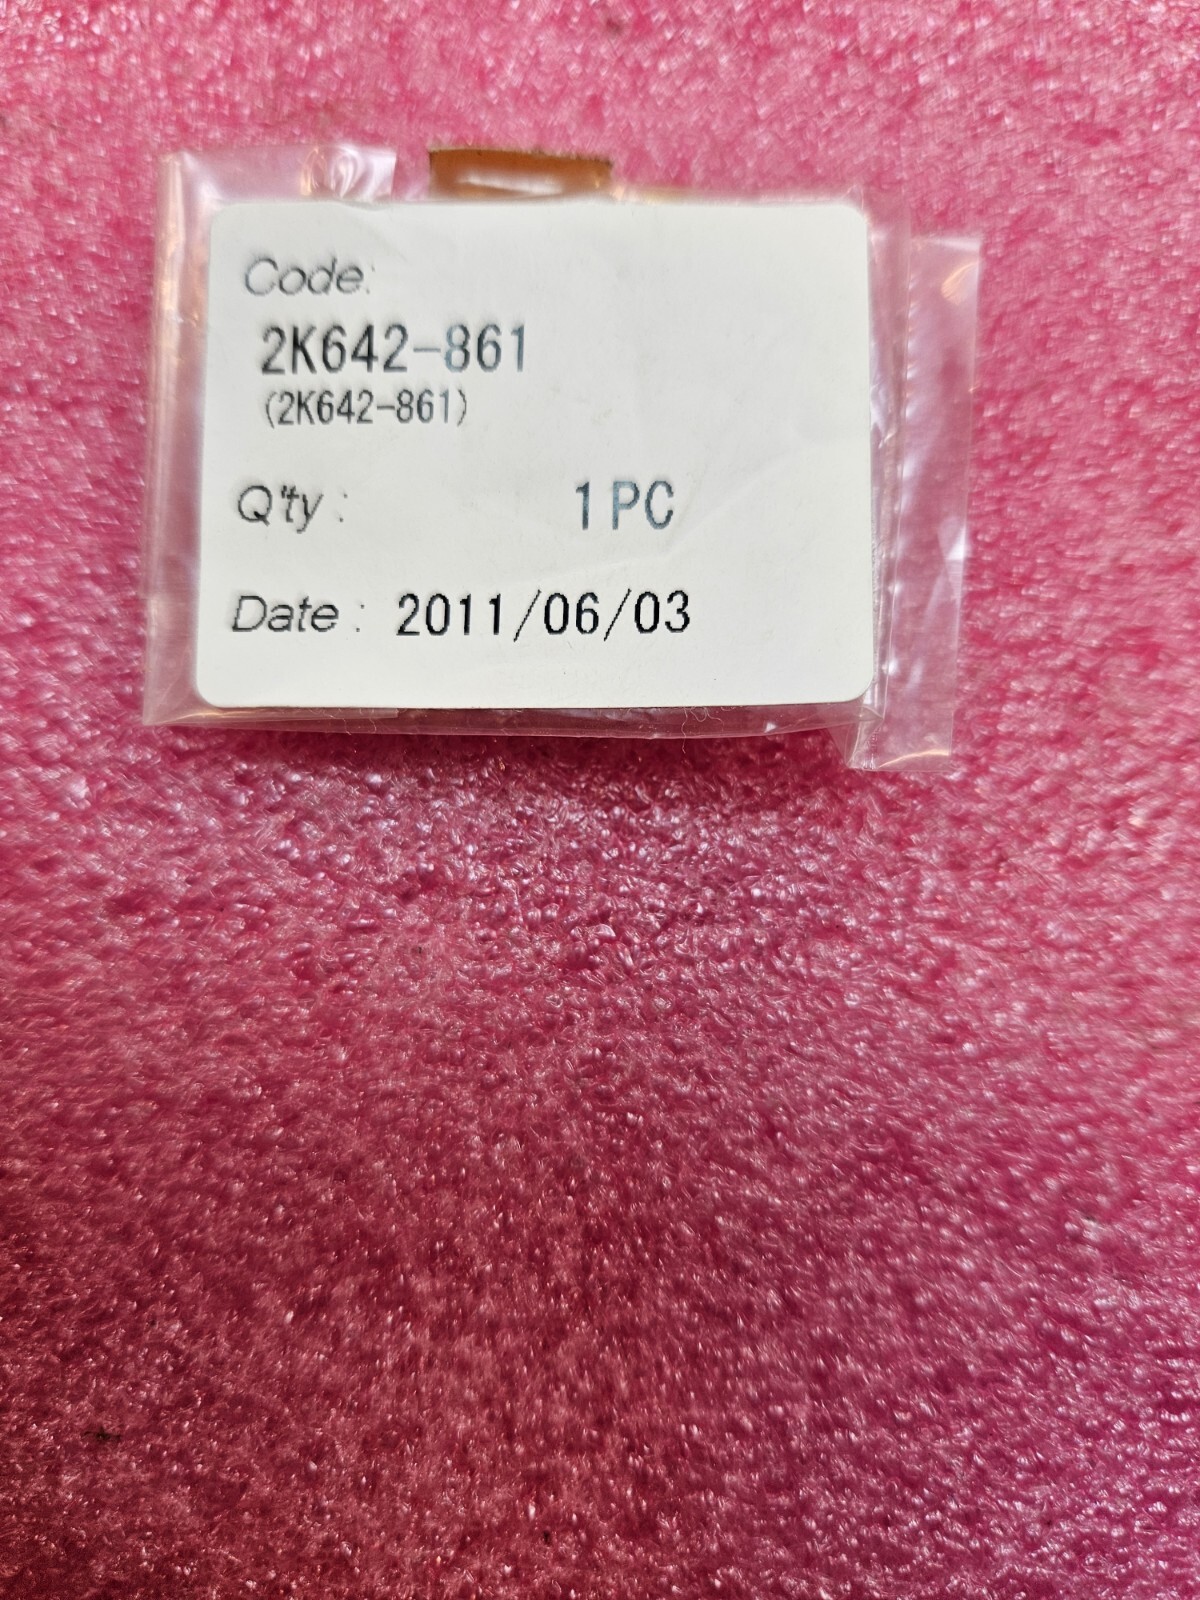 Code:
2K642-861
(2K642-861)
Q'ty : 1PC
Date : 2011/06/03